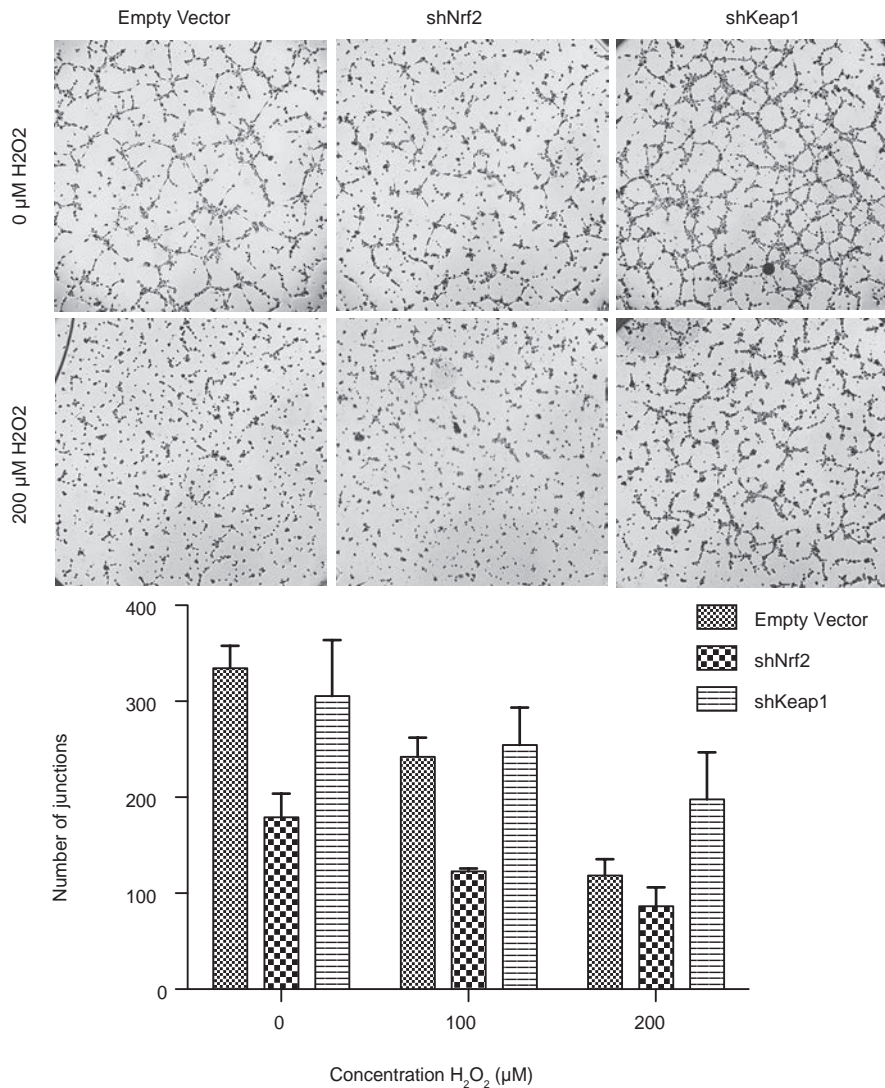 Empty Vector shNrf2 shKeap1
0 µM H2O2
200 µM H2O2
400
300
200
100
0
Number of junctions
Empty Vector
shNrf2
shKeap1
0 100 200
Concentration H₂O₂ (µM)